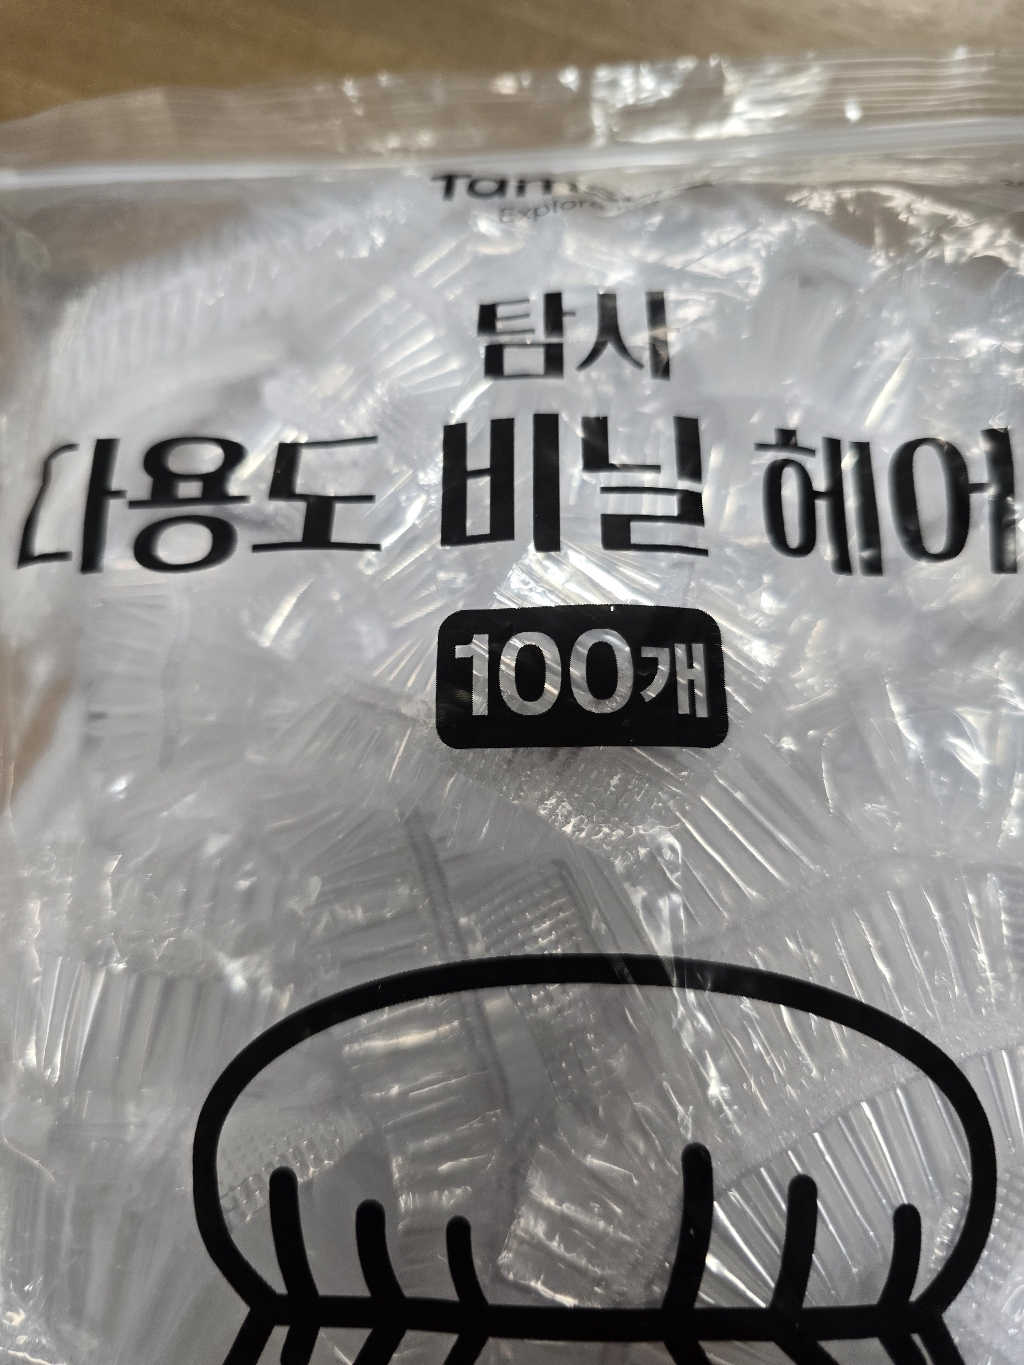 탐사
다용도 비닐 헤어
100개